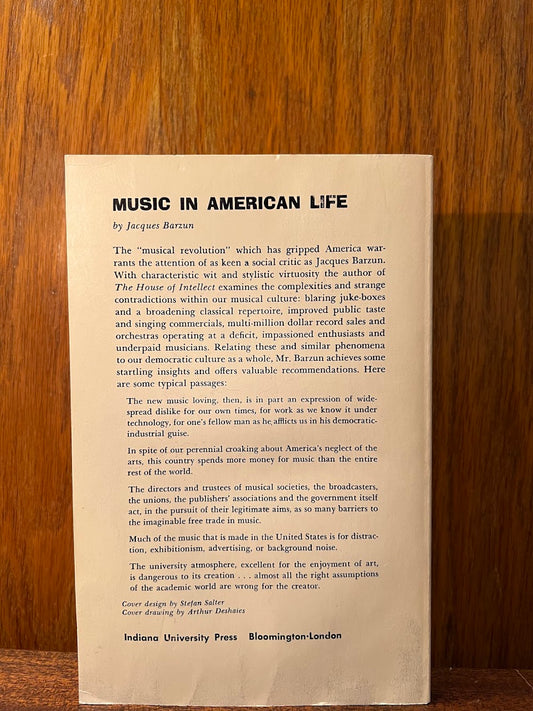 MUSIC IN AMERICAN LIFE
by Jacques Barzun
The "musical revolution" which has gripped America war-
rants the attention of as keen a social critic as Jacques Barzun.
With characteristic wit and stylistic virtuosity the author of
The House of Intellect examines the complexities and strange
contradictions within our musical culture: blaring juke-boxes
and a broadening classical repertoire, improved public taste
and singing commercials, multi-million dollar record sales and
orchestras operating at a deficit, impassioned enthusiasts and
underpaid musicians. Relating these and similar phenomena
to our democratic culture as a whole, Mr. Barzun achieves some
startling insights and offers valuable recommendations. Here
are some typical passages:
The new music loving, then, is in part an expression of wide-
spread dislike for our own times, for work as we know it under
technology, for one's fellow man as he afflicts us in his democratic-
industrial guise.
In spite of our perennial croaking about America's neglect of the
arts, this country spends more money for music than the entire
rest of the world.
The directors and trustees of musical societies, the broadcasters,
the unions, the publishers' associations and the government itself
act, in the pursuit of their legitimate aims, as so many barriers to
the imaginable free trade in music.
Much of the music that is made in the United States is for distrac-
tion, exhibitionism, advertising, or background noise.
The university atmosphere, excellent for the enjoyment of art,
is dangerous to its creation . . . almost all the right assumptions
of the academic world are wrong for the creator.
Cover design by Stefan Salter
Cover drawing by Arthur Deshaies
Indiana University Press Bloomington-London